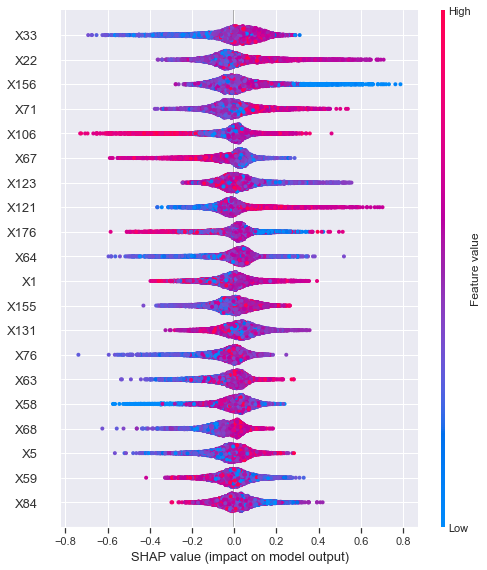 High
X33
X22
X156
X71
X106
X67
X123
X121
X176
X64
X1
X155
X131
X76
X63
X58
X68
X5
X59
X84
Feature value
Low
−0.8 −0.6 −0.4 −0.2 0.0 0.2 0.4 0.6 0.8
SHAP value (impact on model output)